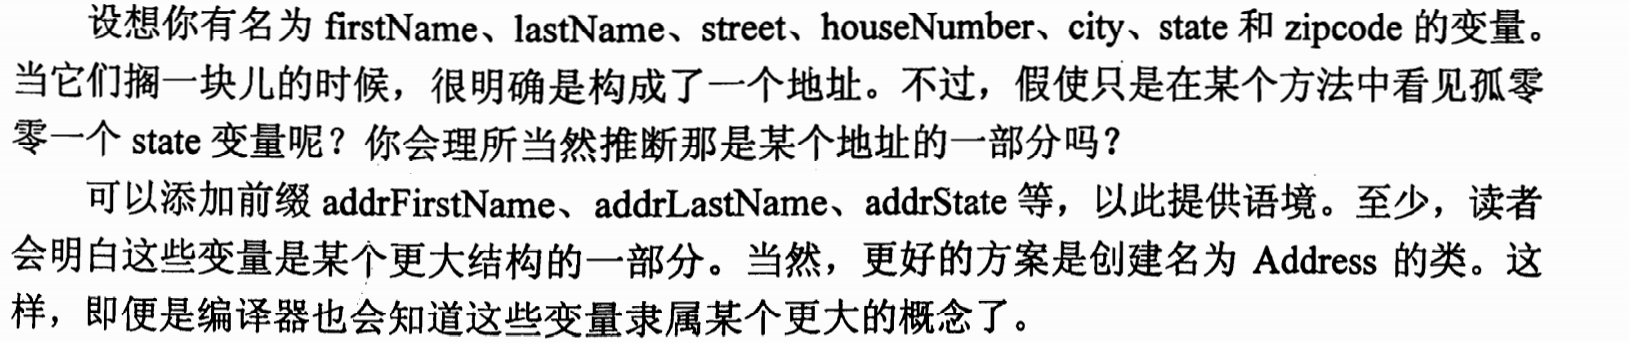 设想你有名为 firstName、lastName、street、houseNumber、city、state 和 zipcode 的变量。
当它们搁一块儿的时候，很明确是构成了一个地址。不过，假使只是在某个方法中看见孤零
零一个 state 变量呢？你会理所当然推断那是某个地址的一部分吗？
可以添加前缀 addrFirstName、addrLastName、addrState 等，以此提供语境。至少，读者
会明白这些变量是某个更大结构的一部分。当然，更好的方案是创建名为 Address 的类。这
样，即便是编译器也会知道这些变量隶属某个更大的概念了。